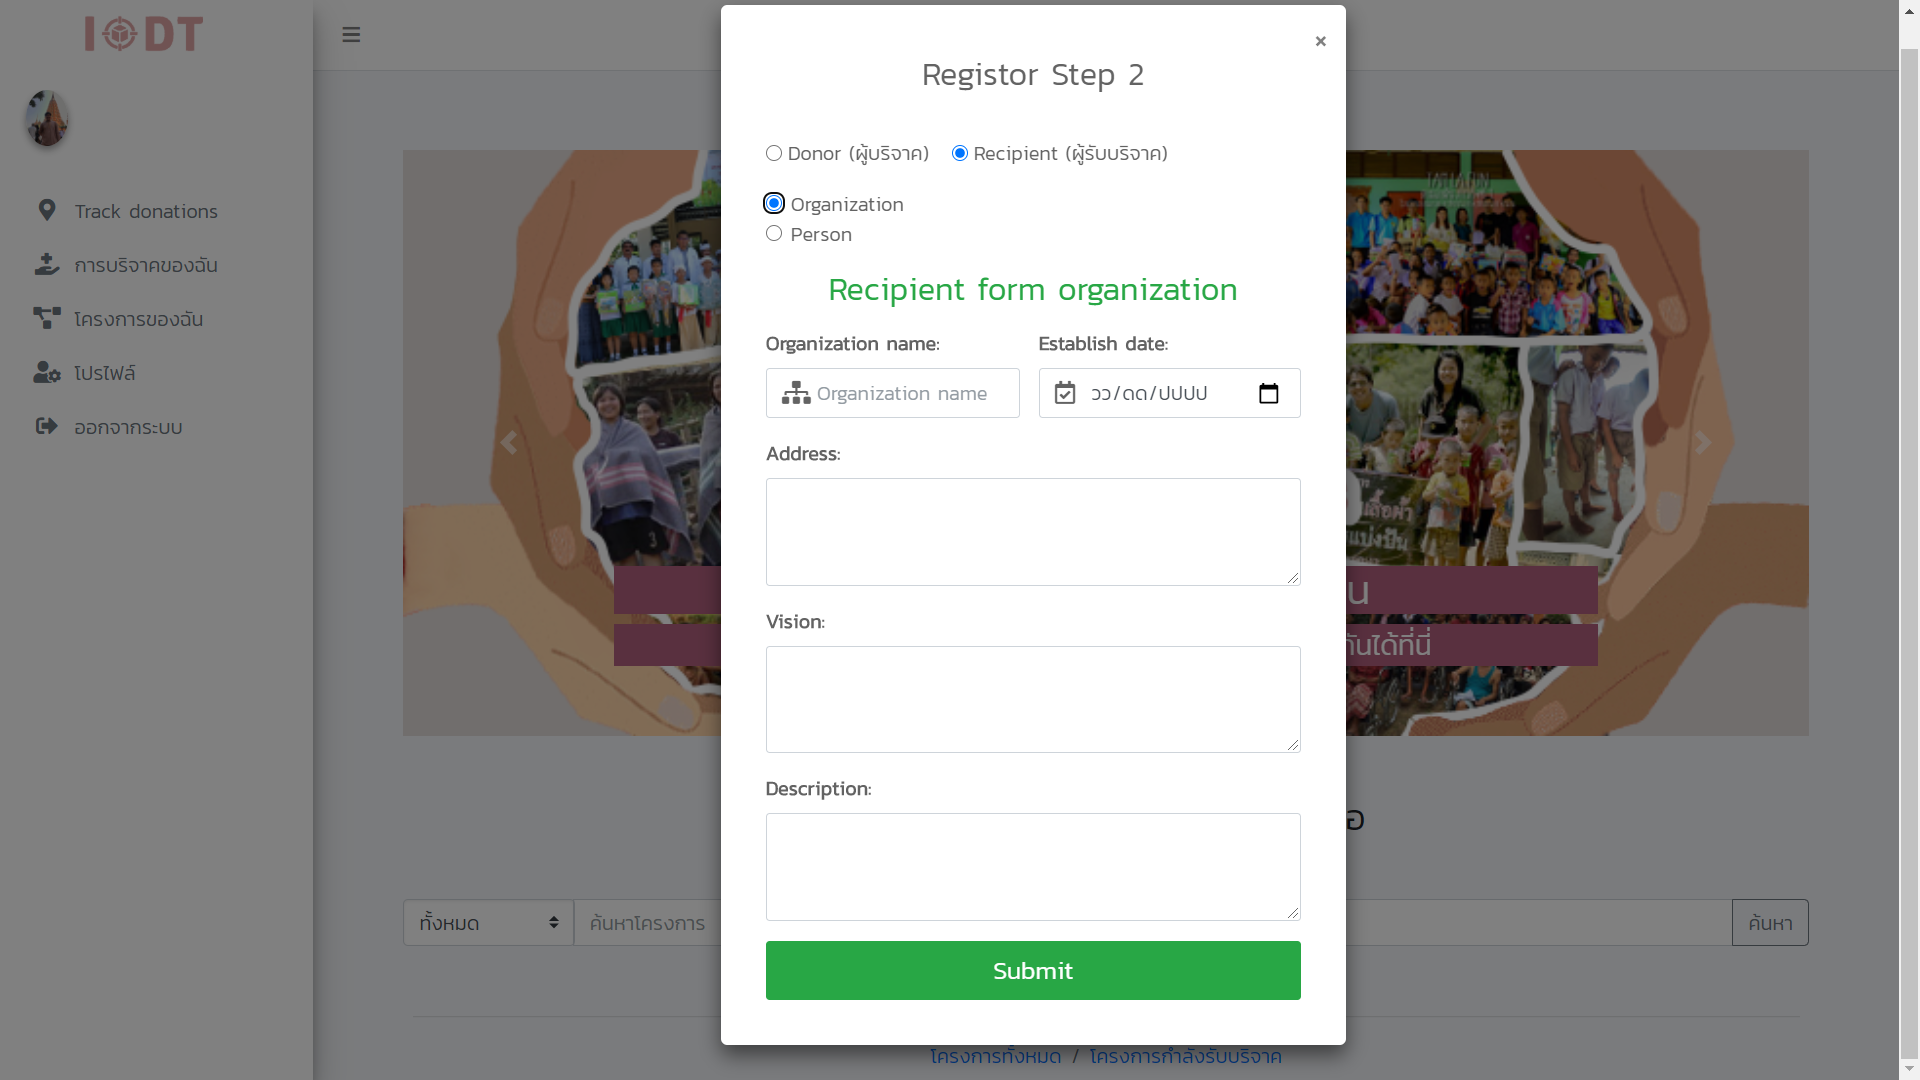 IODT
Track donations
การบริจาคของฉัน
โครงการของฉัน
โปรไฟล์
ออกจากระบบ
×
Registor Step 2
Donor (ผู้บริจาค) Recipient (ผู้รับบริจาค)
Organization
Person
Recipient form organization
Organization name: Establish date:
Organization name วว/ดด/ปปปป
Address:
Vision:
Description:
Submit
น
กันได้ที่นี่
อ
ทั้งหมด ค้นหาโครงการ ค้นหา
โครงการทั้งหมด / โครงการกำลังรับบริจาค